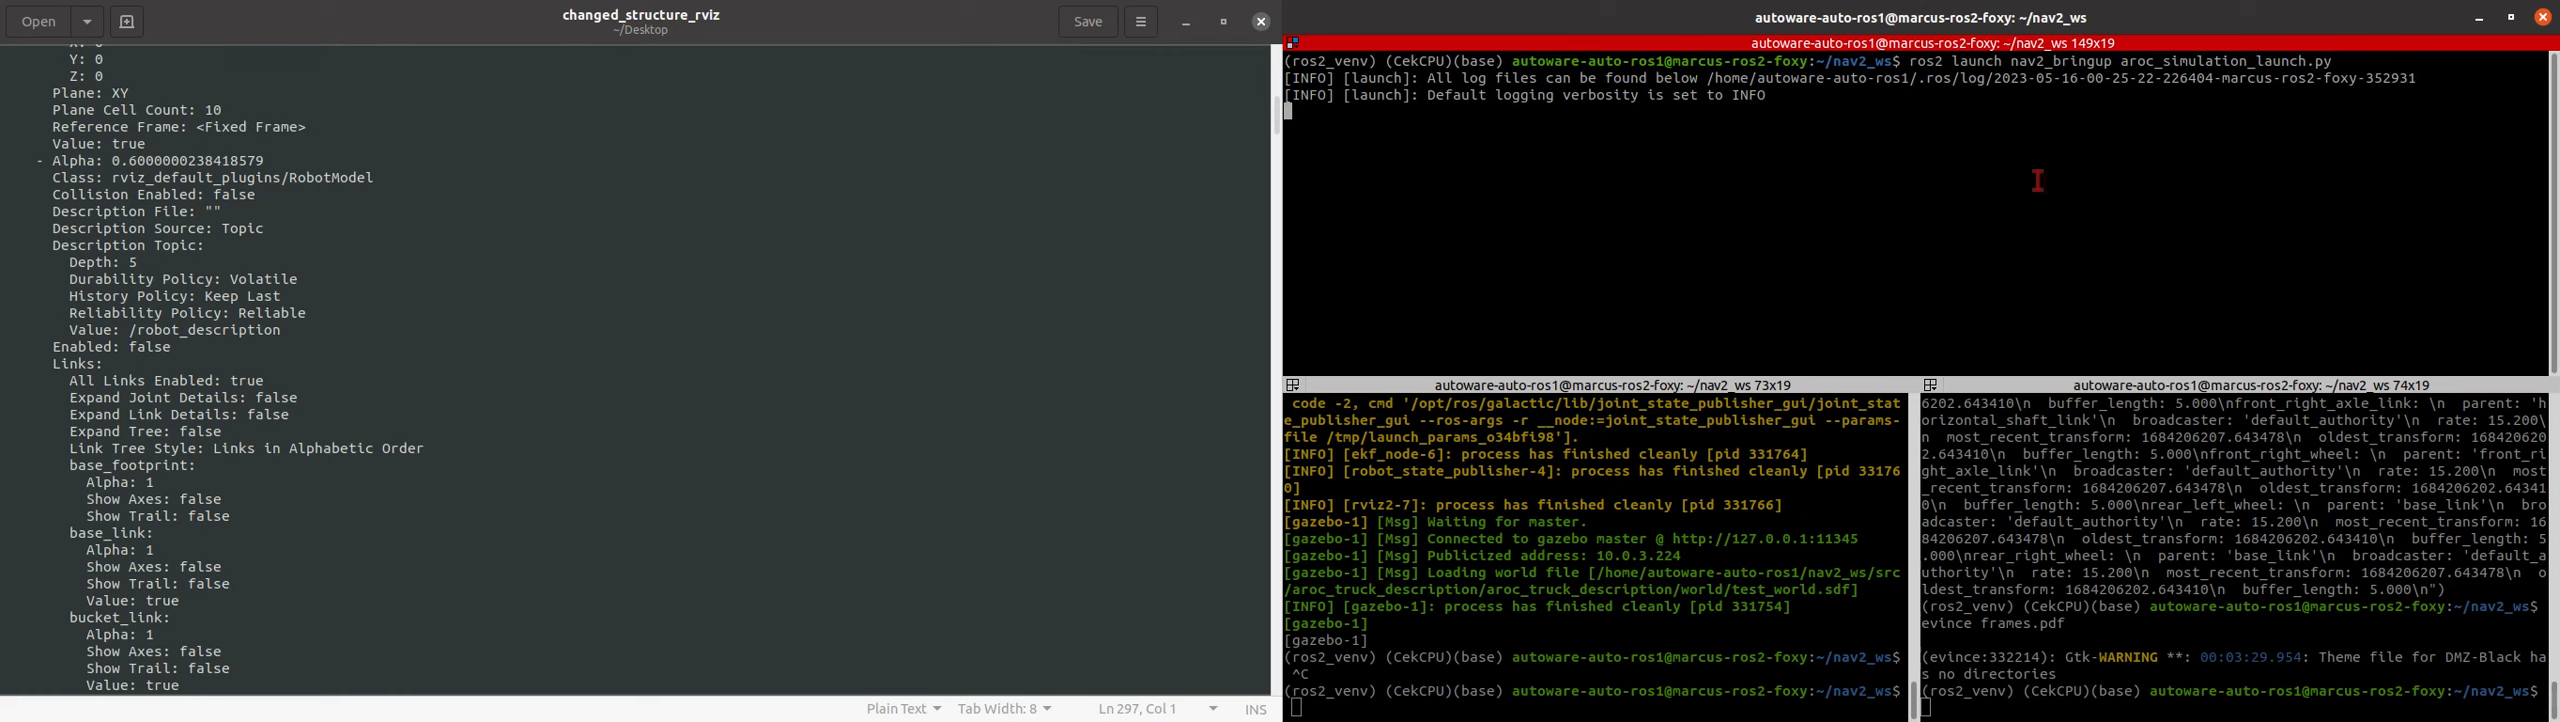 Open
changed_structure_rviz
~/Desktop
Save
Y: 0
Z: 0
Plane: XY
Plane Cell Count: 10
Reference Frame: <Fixed Frame>
Value: true
- Alpha: 0.6000000238418579
Class: rviz_default_plugins/RobotModel
Collision Enabled: false
Description File: ""
Description Source: Topic
Description Topic:
Depth: 5
Durability Policy: Volatile
History Policy: Keep Last
Reliability Policy: Reliable
Value: /robot_description
Enabled: false
Links:
All Links Enabled: true
Expand Joint Details: false
Expand Link Details: false
Expand Tree: false
Link Tree Style: Links in Alphabetic Order
base_footprint:
Alpha: 1
Show Axes: false
Show Trail: false
base_link:
Alpha: 1
Show Axes: false
Show Trail: false
Value: true
bucket_link:
Alpha: 1
Show Axes: false
Show Trail: false
Value: true
Plain Text
Tab Width: 8
Ln 297, Col 1
INS
autoware-auto-ros1@marcus-ros2-foxy: ~/nav2_ws
autoware-auto-ros1@marcus-ros2-foxy: ~/nav2_ws 149x19
(ros2_venv) (CekCPU)(base) autoware-auto-ros1@marcus-ros2-foxy:~/nav2_ws$ ros2 launch nav2_bringup aroc_simulation_launch.py
[INFO] [launch]: All log files can be found below /home/autoware-auto-ros1/.ros/log/2023-05-16-00-25-22-226404-marcus-ros2-foxy-352931
[INFO] [launch]: Default logging verbosity is set to INFO
autoware-auto-ros1@marcus-ros2-foxy: ~/nav2_ws 73x19
code -2, cmd '/opt/ros/galactic/lib/joint_state_publisher_gui/joint_stat
e_publisher_gui --ros-args -r __node:=joint_state_publisher_gui --params-
file /tmp/launch_params_o34bfi98'].
[INFO] [ekf_node-6]: process has finished cleanly [pid 331764]
[INFO] [robot_state_publisher-4]: process has finished cleanly [pid 33176
0]
[INFO] [rviz2-7]: process has finished cleanly [pid 331766]
[gazebo-1] [Msg] Waiting for master.
[gazebo-1] [Msg] Connected to gazebo master @ http://127.0.0.1:11345
[gazebo-1] [Msg] Publicized address: 10.0.3.224
[gazebo-1] [Msg] Loading world file [/home/autoware-auto-ros1/nav2_ws/src
/aroc_truck_description/aroc_truck_description/world/test_world.sdf]
[INFO] [gazebo-1]: process has finished cleanly [pid 331754]
[gazebo-1]
[gazebo-1]
(ros2_venv) (CekCPU)(base) autoware-auto-ros1@marcus-ros2-foxy:~/nav2_ws$
^C
(ros2_venv) (CekCPU)(base) autoware-auto-ros1@marcus-ros2-foxy:~/nav2_ws$
autoware-auto-ros1@marcus-ros2-foxy: ~/nav2_ws 74x19
6202.643410\n  buffer_length: 5.000\nfront_right_axle_link: \n  parent: 'h
orizontal_shaft_link'\n  broadcaster: 'default_authority'\n  rate: 15.200\
n  most_recent_transform: 1684206207.643478\n  oldest_transform: 168420620
2.643410\n  buffer_length: 5.000\nfront_right_wheel: \n  parent: 'front_ri
ght_axle_link'\n  broadcaster: 'default_authority'\n  rate: 15.200\n  most
_recent_transform: 1684206207.643478\n  oldest_transform: 1684206202.64341
0\n  buffer_length: 5.000\nrear_left_wheel: \n  parent: 'base_link'\n  bro
adcaster: 'default_authority'\n  rate: 15.200\n  most_recent_transform: 16
84206207.643478\n  oldest_transform: 1684206202.643410\n  buffer_length: 5
.000\nrear_right_wheel: \n  parent: 'base_link'\n  broadcaster: 'default_a
uthority'\n  rate: 15.200\n  most_recent_transform: 1684206207.643478\n  o
ldest_transform: 1684206202.643410\n  buffer_length: 5.000\n")
(ros2_venv) (CekCPU)(base) autoware-auto-ros1@marcus-ros2-foxy:~/nav2_ws$
evince frames.pdf
(evince:332214): Gtk-WARNING **: 00:03:29.954: Theme file for DMZ-Black ha
s no directories
(ros2_venv) (CekCPU)(base) autoware-auto-ros1@marcus-ros2-foxy:~/nav2_ws$